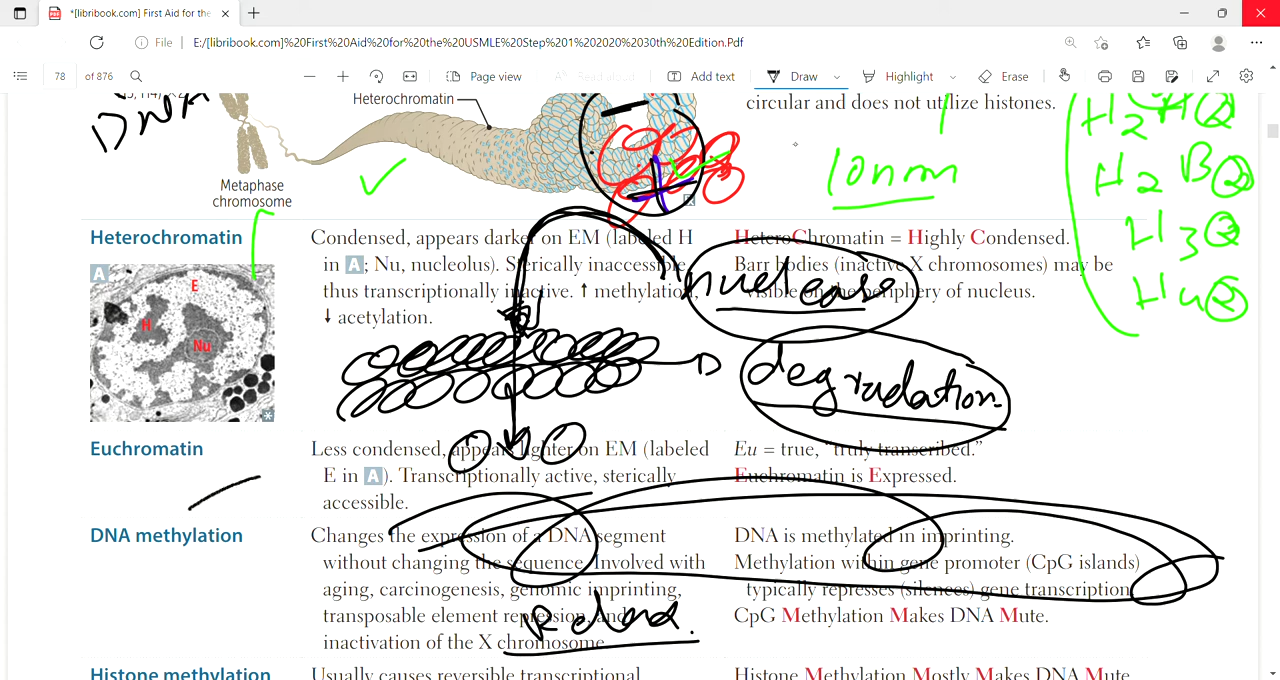 *[libribook.com] First Aid for the
File
E:/[libribook.com]%20First%20Aid%20for%20the%20USMLE%20Step%201%202020%2030th%20Edition.Pdf
78 of 876
Page view
Read aloud
Add text
Draw
Highlight
Erase
DNA
Heterochromatin
circular and does not utilize histones.
Metaphase
chromosome
10nm
H2 A(2)
H2 B(2)
H3(2)
H4(2)
Heterochromatin
Condensed, appears darker on EM (labeled H
in A; Nu, nucleolus). Sterically inaccessible,
thus transcriptionally inactive. ↑ methylation,
↓ acetylation.
HeteroChromatin = Highly Condensed.
Barr bodies (inactive X chromosomes) may be
visible on the periphery of nucleus.
A
E
H
Nu
nuclease
degradation
Euchromatin
Less condensed, appears lighter on EM (labeled
E in A). Transcriptionally active, sterically
accessible.
Eu = true, “truly transcribed.”
Euchromatin is Expressed.
DNA methylation
Changes the expression of a DNA segment
without changing the sequence. Involved with
aging, carcinogenesis, genomic imprinting,
transposable element repression, and
inactivation of the X chromosome
DNA is methylated in imprinting.
Methylation within gene promoter (CpG islands)
typically represses (silences) gene transcription.
CpG Methylation Makes DNA Mute.
Histone methylation
Usually causes reversible transcriptional
Histone Methylation Mostly Makes DNA Mute